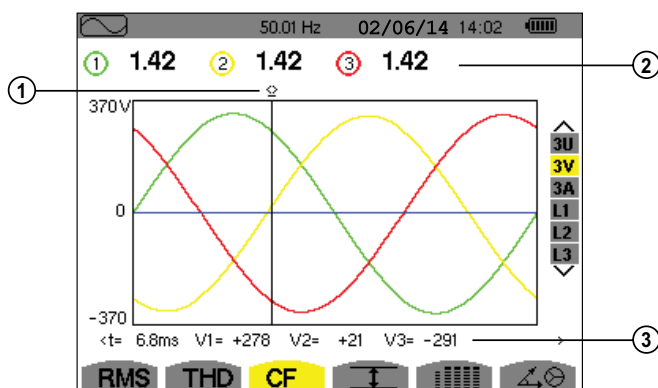 50.01 Hz 02/06/14 14:02
1 1.42 2 1.42 3 1.42
2
1
370 V
3U
3V
3A
0
L1
L2
L3
-370
<t= 6.8ms V1= +278 V2= +21 V3= -291 >
3
RMS THD CF